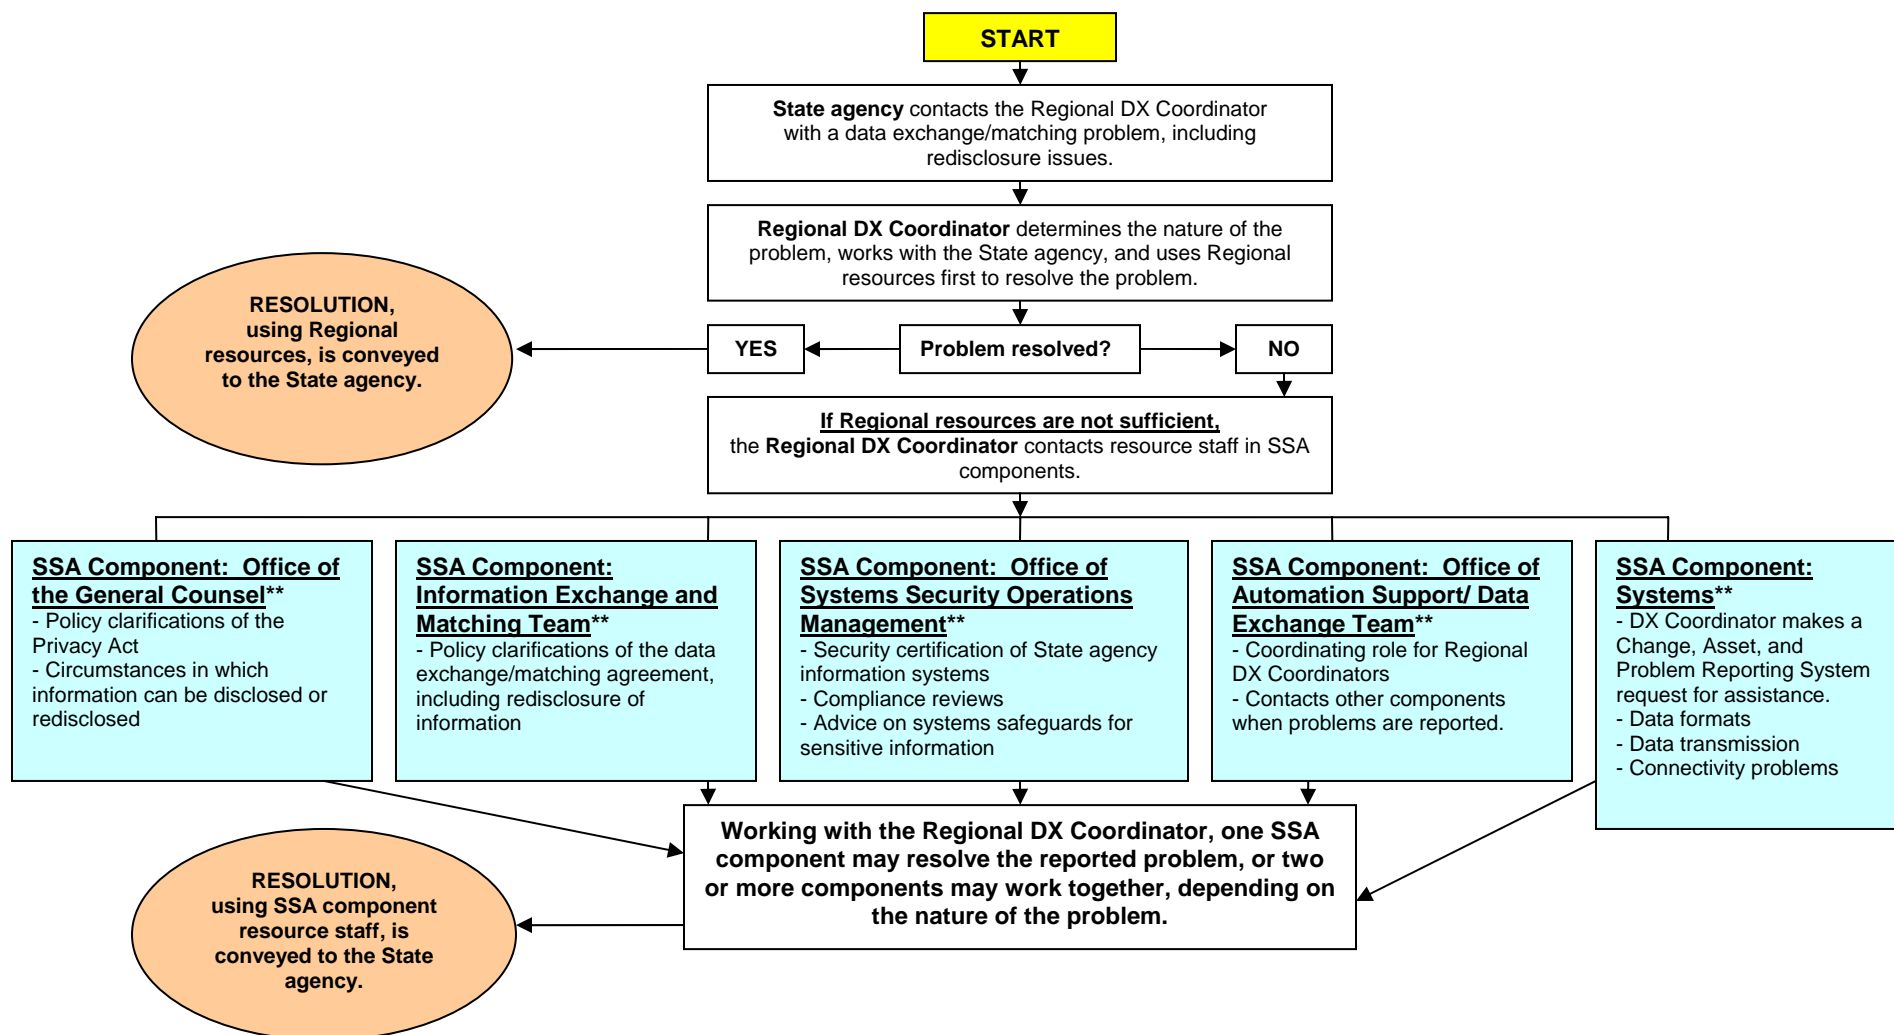 START
State agency contacts the Regional DX Coordinator
with a data exchange/matching problem, including
redisclosure issues.
Regional DX Coordinator determines the nature of the
problem, works with the State agency, and uses Regional
resources first to resolve the problem.
RESOLUTION,
using Regional
resources, is conveyed
to the State agency.
YES
Problem resolved?
NO
If Regional resources are not sufficient,
the Regional DX Coordinator contacts resource staff in SSA
components.
SSA Component:  Office of
the General Counsel**
- Policy clarifications of the
Privacy Act
- Circumstances in which
information can be disclosed or
redisclosed
SSA Component:
Information Exchange and
Matching Team**
- Policy clarifications of the data
exchange/matching agreement,
including redisclosure of
information
SSA Component:  Office of
Systems Security Operations
Management**
- Security certification of State agency
information systems
- Compliance reviews
- Advice on systems safeguards for
sensitive information
SSA Component:  Office of
Automation Support/ Data
Exchange Team**
- Coordinating role for Regional
DX Coordinators
- Contacts other components
when problems are reported.
SSA Component:
Systems**
- DX Coordinator makes a
Change, Asset, and
Problem Reporting System
request for assistance.
- Data formats
- Data transmission
- Connectivity problems
Working with the Regional DX Coordinator, one SSA
component may resolve the reported problem, or two
or more components may work together, depending on
the nature of the problem.
RESOLUTION,
using SSA component
resource staff, is
conveyed to the State
agency.